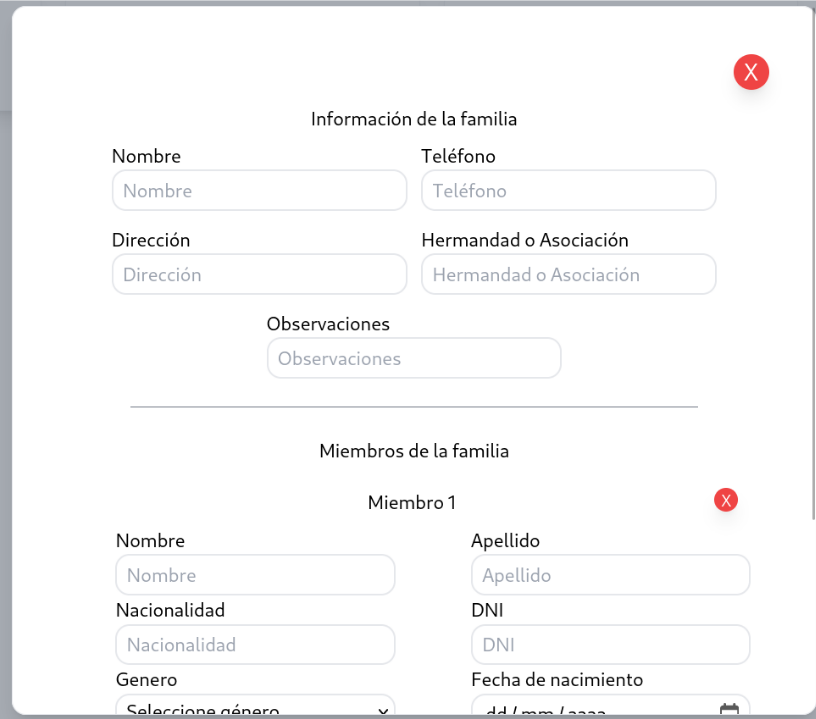 X
Información de la familia
Nombre Teléfono
Nombre Teléfono
Dirección Hermandad o Asociación
Dirección Hermandad o Asociación
Observaciones
Observaciones
Miembros de la familia
Miembro 1 X
Nombre Apellido
Nombre Apellido
Nacionalidad DNI
Nacionalidad DNI
Genero Fecha de nacimiento
Seleccione género dd / mm / aaaa